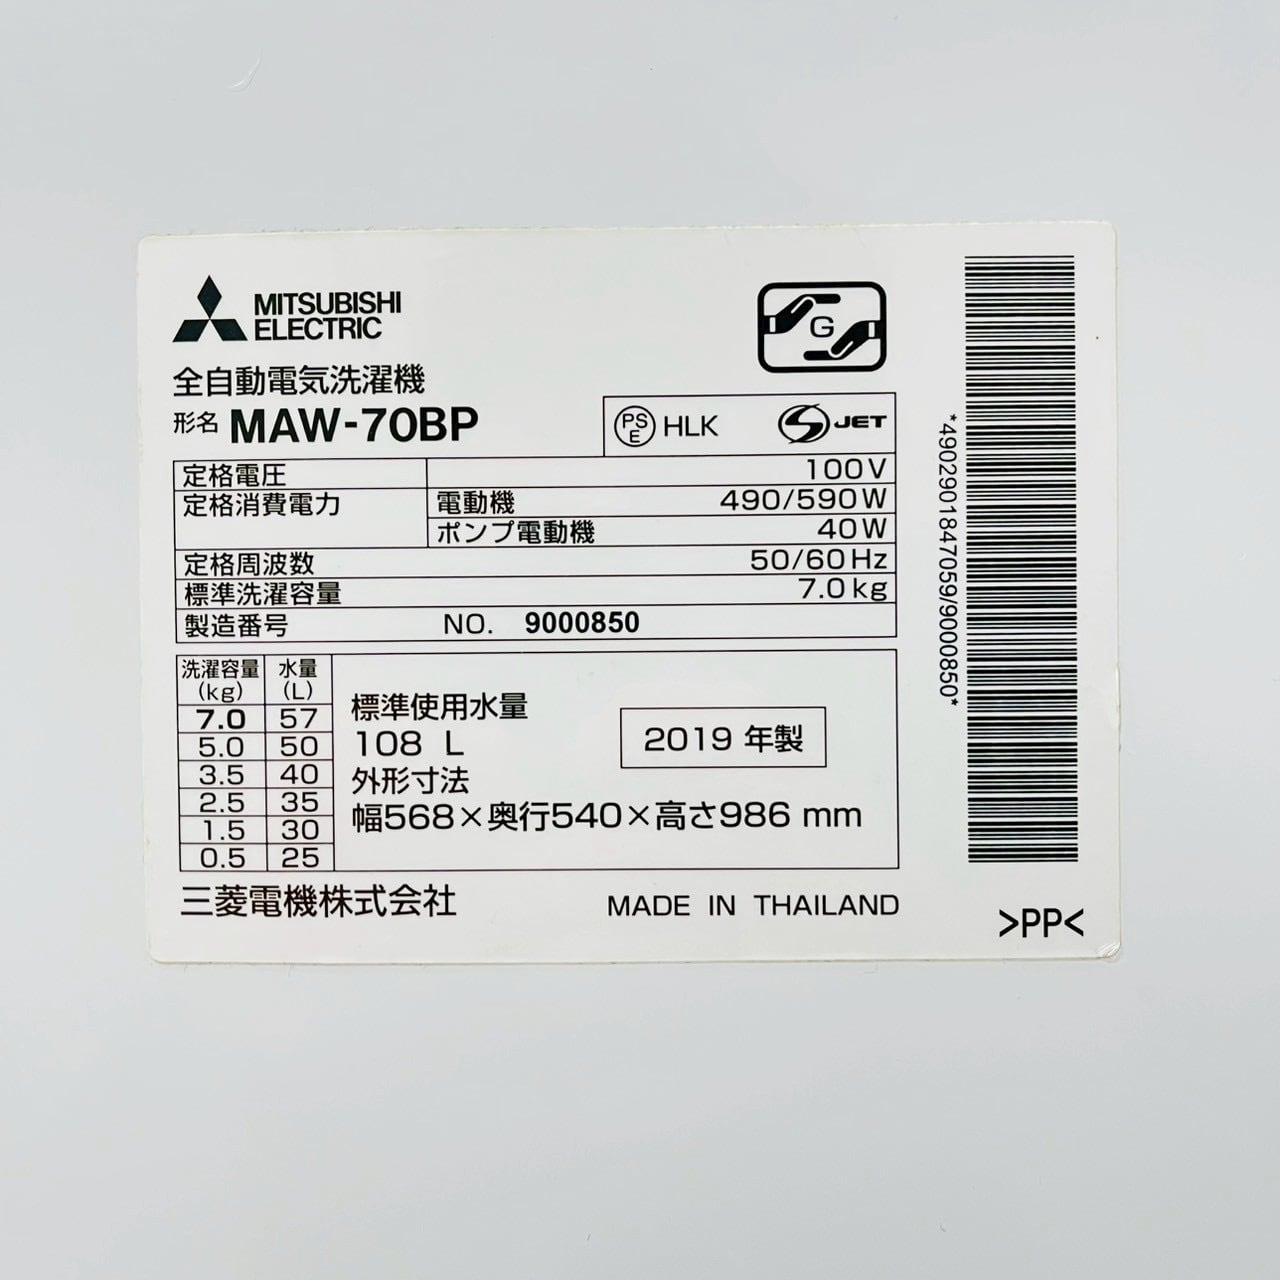 MITSUBISHI
ELECTRIC
G
全自動電気洗濯機
形名 MAW-70BP
PS
E
HLK
S JET
定格電圧 100V
定格消費電力 電動機 490/590W
ポンプ電動機 40W
定格周波数 50/60Hz
標準洗濯容量 7.0kg
製造番号 NO. 9000850
洗濯容量 水量
(kg) (L)
7.0 57
5.0 50
3.5 40
2.5 35
1.5 30
0.5 25
標準使用水量
108 L
外形寸法
幅568×奥行540×高さ986 mm
2019 年製
三菱電機株式会社
MADE IN THAILAND
*4902901847059/9000850*
>PP<